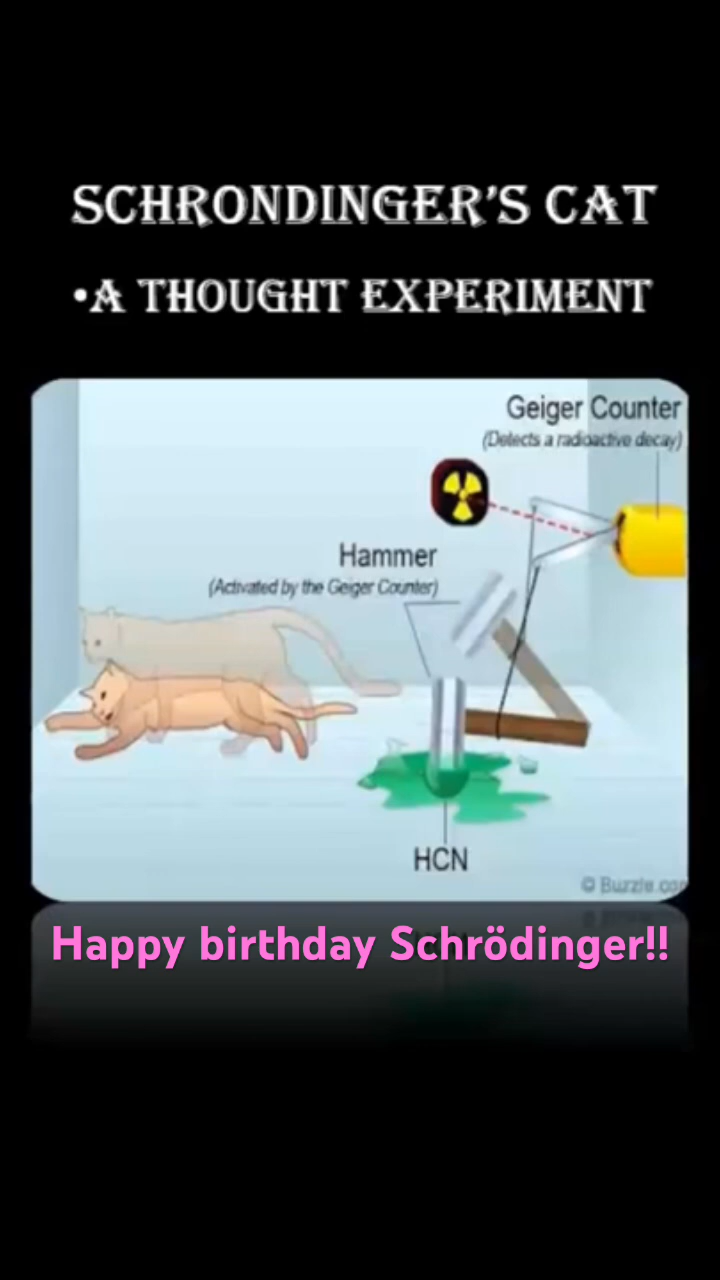 SCHRONDINGER'S CAT
•A THOUGHT EXPERIMENT
Geiger Counter
(Detects a radioactive decay)
Hammer
(Activated by the Geiger Counter)
HCN
© Buzzle.com
Happy birthday Schrödinger!!